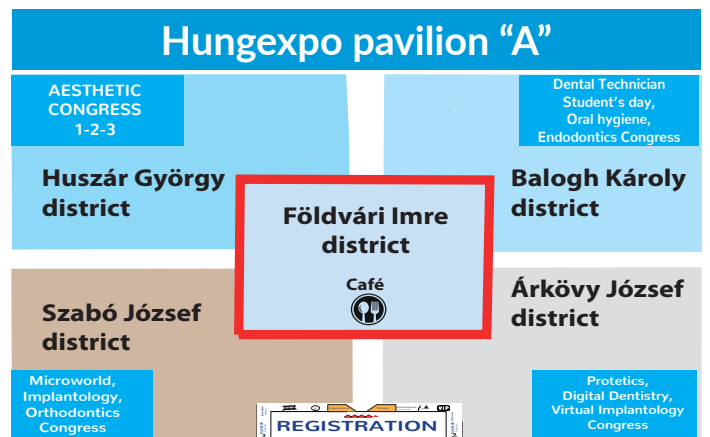 Hungexpo pavilion “A”
AESTHETIC
CONGRESS
1-2-3
Dental Technician
Student’s day,
Oral hygiene,
Endodontics Congress
Huszár György
district
Balogh Károly
district
Földvári Imre
district
Café
Szabó József
district
Árkövy József
district
Microworld,
Implantology,
Orthodontics
Congress
Protetics,
Digital Dentistry,
Virtual Implantology
Congress
REGISTRATION